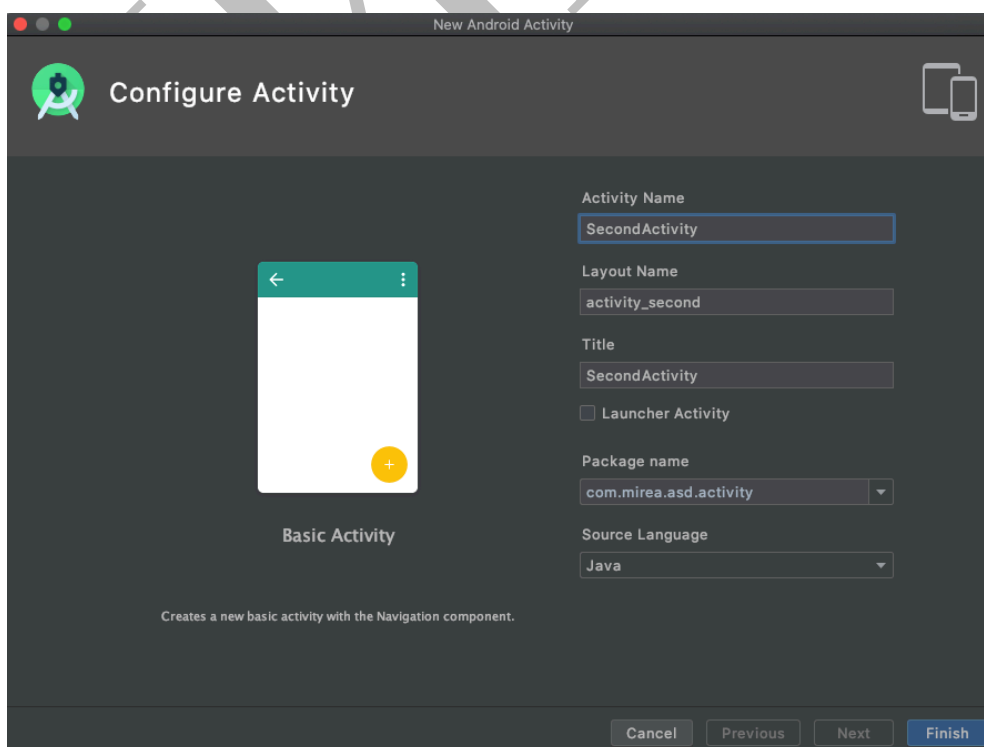 New Android Activity
Configure Activity
Activity Name
SecondActivity
Layout Name
activity_second
Title
SecondActivity
Launcher Activity
Package name
com.mirea.asd.activity
Source Language
Java
Basic Activity
Creates a new basic activity with the Navigation component.
Cancel
Previous
Next
Finish